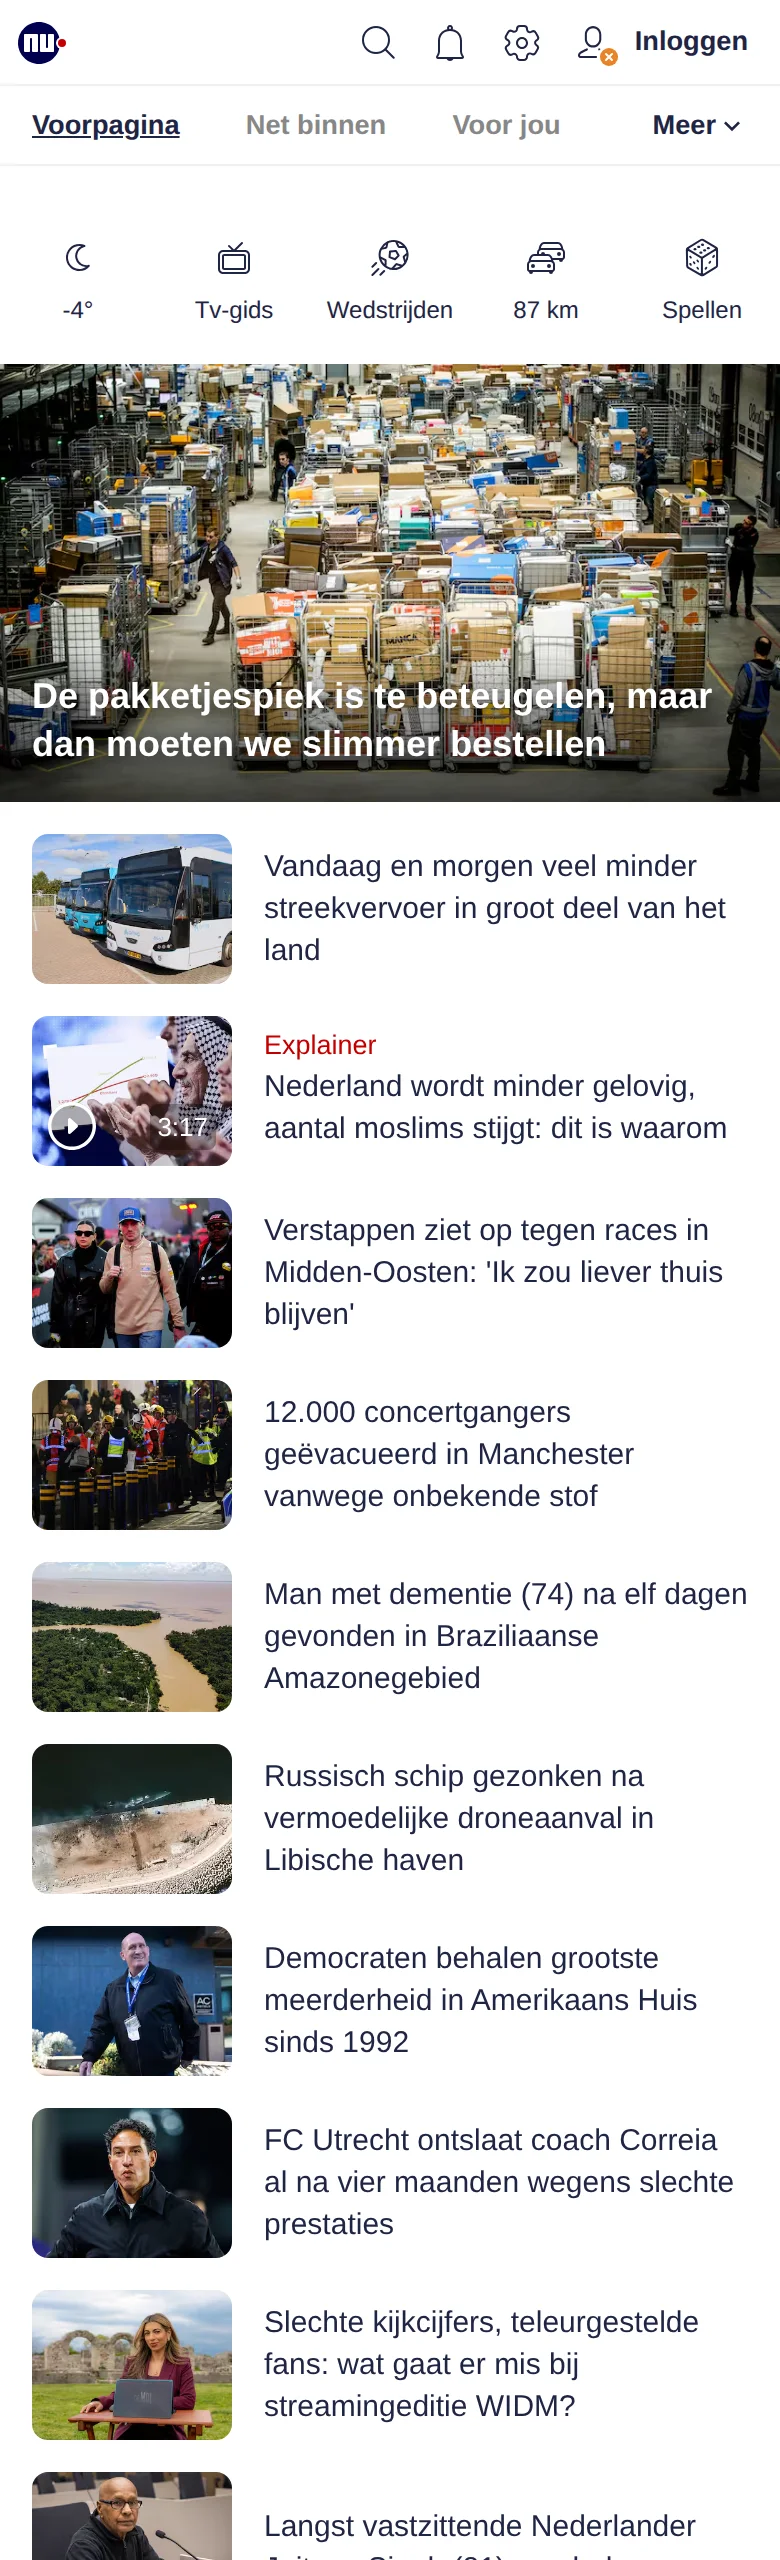 nu
Inloggen
Voorpagina
Net binnen
Voor jou
Meer
-4°
Tv-gids
Wedstrijden
87 km
Spellen
De pakketjespiek is te beteugelen, maar
dan moeten we slimmer bestellen
Vandaag en morgen veel minder
streekvervoer in groot deel van het
land
3:17
Explainer
Nederland wordt minder gelovig,
aantal moslims stijgt: dit is waarom
Verstappen ziet op tegen races in
Midden-Oosten: 'Ik zou liever thuis
blijven'
12.000 concertgangers
geëvacueerd in Manchester
vanwege onbekende stof
Man met dementie (74) na elf dagen
gevonden in Braziliaanse
Amazonegebied
Russisch schip gezonken na
vermoedelijke droneaanval in
Libische haven
AC
Democraten behalen grootste
meerderheid in Amerikaans Huis
sinds 1992
FC Utrecht ontslaat coach Correia
al na vier maanden wegens slechte
prestaties
Slechte kijkcijfers, teleurgestelde
fans: wat gaat er mis bij
streamingeditie WIDM?
Langst vastzittende Nederlander